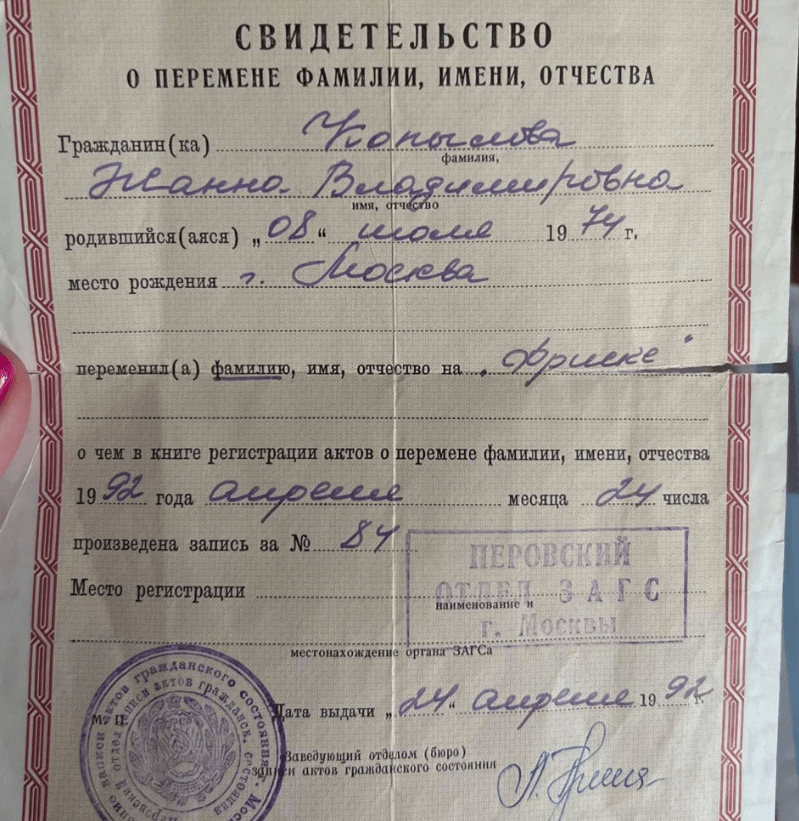 СВИДЕТЕЛЬСТВО
О ПЕРЕМЕНЕ ФАМИЛИИ, ИМЕНИ, ОТЧЕСТВА
Гражданин(ка) Копылова
фамилия,
Жанна Владимировна
имя, отчество
родившийся(аяся) „08“ июля 1974 г.
место рождения г. Москва
переменил(а) фамилию, имя, отчество на „Фриске“
о чем в книге регистрации актов о перемене фамилии, имени, отчества
1992 года апреля месяца 24 числа
произведена запись за № 84
ПЕРОВСКИЙ
Место регистрации ОТДЕЛ ЗАГС
наименование и
г. Москвы
местонахождение органа ЗАГСа
Дата выдачи „24“ апреля 1992 г.
М. П.
Заведующий отделом (бюро)
записи актов гражданского состояния